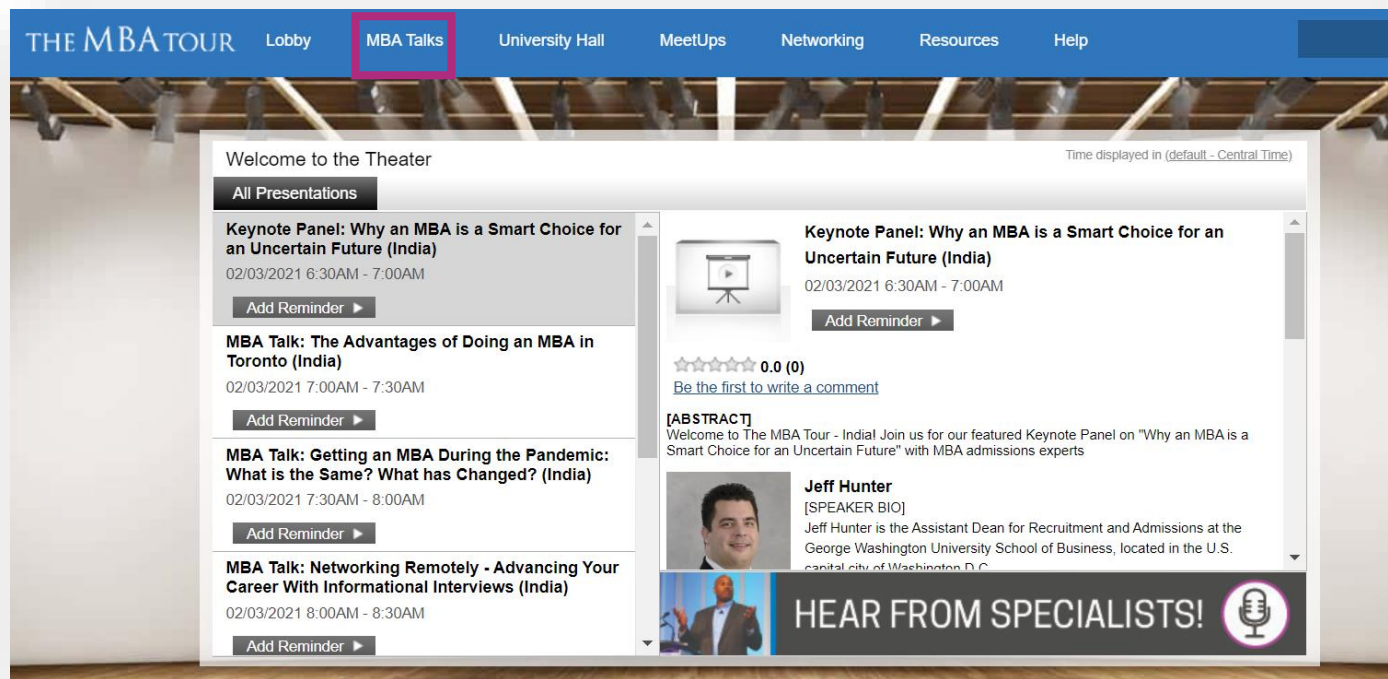 THE MBA TOUR Lobby MBA Talks University Hall MeetUps Networking Resources Help
Welcome to the Theater
Time displayed in (default - Central Time)
All Presentations
Keynote Panel: Why an MBA is a Smart Choice for
an Uncertain Future (India)
02/03/2021 6:30AM - 7:00AM
Add Reminder
MBA Talk: The Advantages of Doing an MBA in
Toronto (India)
02/03/2021 7:00AM - 7:30AM
Add Reminder
MBA Talk: Getting an MBA During the Pandemic:
What is the Same? What has Changed? (India)
02/03/2021 7:30AM - 8:00AM
Add Reminder
MBA Talk: Networking Remotely - Advancing Your
Career With Informational Interviews (India)
02/03/2021 8:00AM - 8:30AM
Add Reminder
Keynote Panel: Why an MBA is a Smart Choice for an
Uncertain Future (India)
02/03/2021 6:30AM - 7:00AM
Add Reminder
0.0 (0)
Be the first to write a comment
[ABSTRACT]
Welcome to The MBA Tour - India! Join us for our featured Keynote Panel on "Why an MBA is a
Smart Choice for an Uncertain Future" with MBA admissions experts
Jeff Hunter
[SPEAKER BIO]
Jeff Hunter is the Assistant Dean for Recruitment and Admissions at the
George Washington University School of Business, located in the U.S.
capital city of Washington D.C.
HEAR FROM SPECIALISTS!